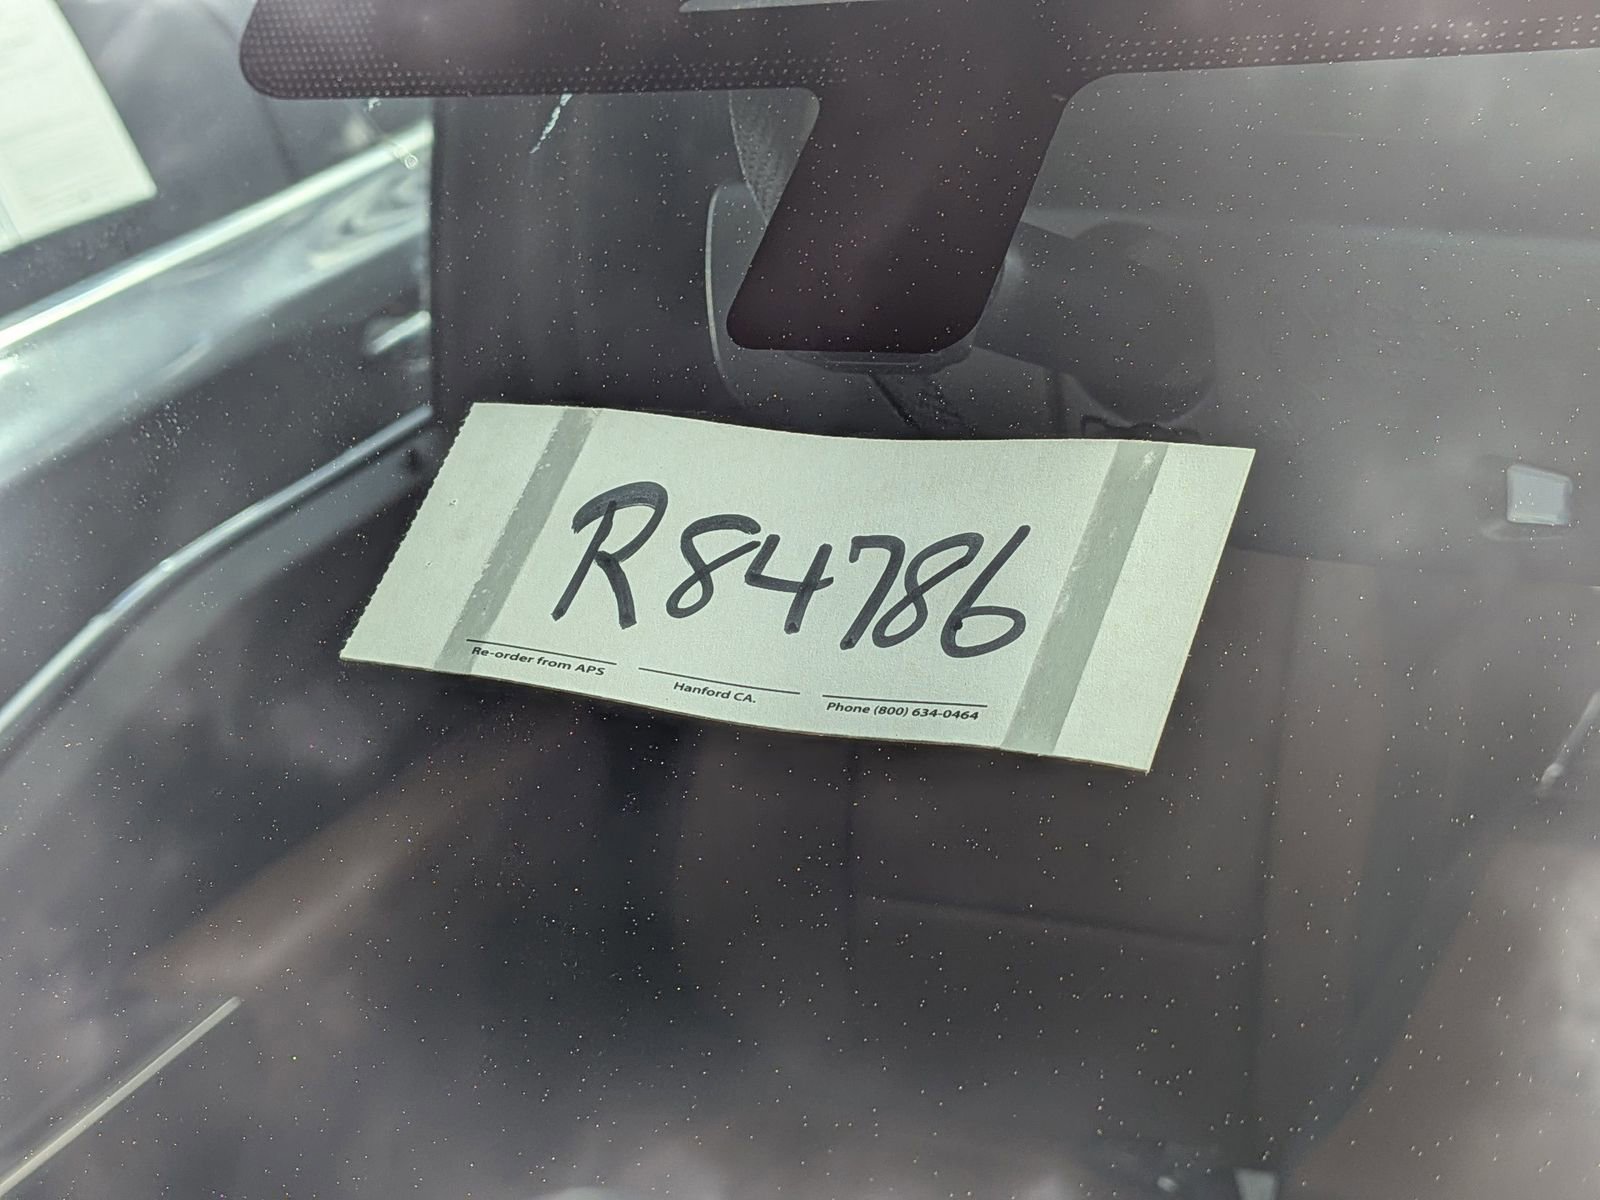 R84786
Re-order from APS
Hanford CA.
Phone (800) 634-0464